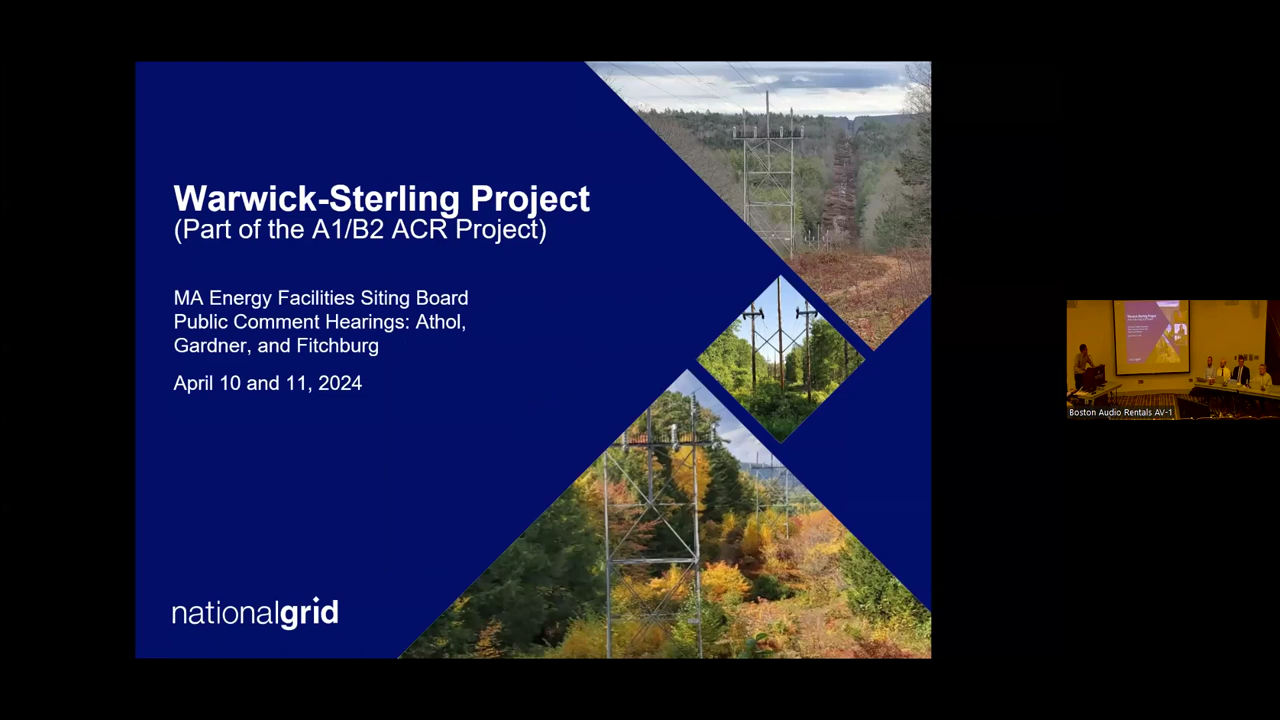 Warwick-Sterling Project
(Part of the A1/B2 ACR Project)
MA Energy Facilities Siting Board
Public Comment Hearings: Athol,
Gardner, and Fitchburg
April 10 and 11, 2024
nationalgrid
Boston Audio Rentals AV-1